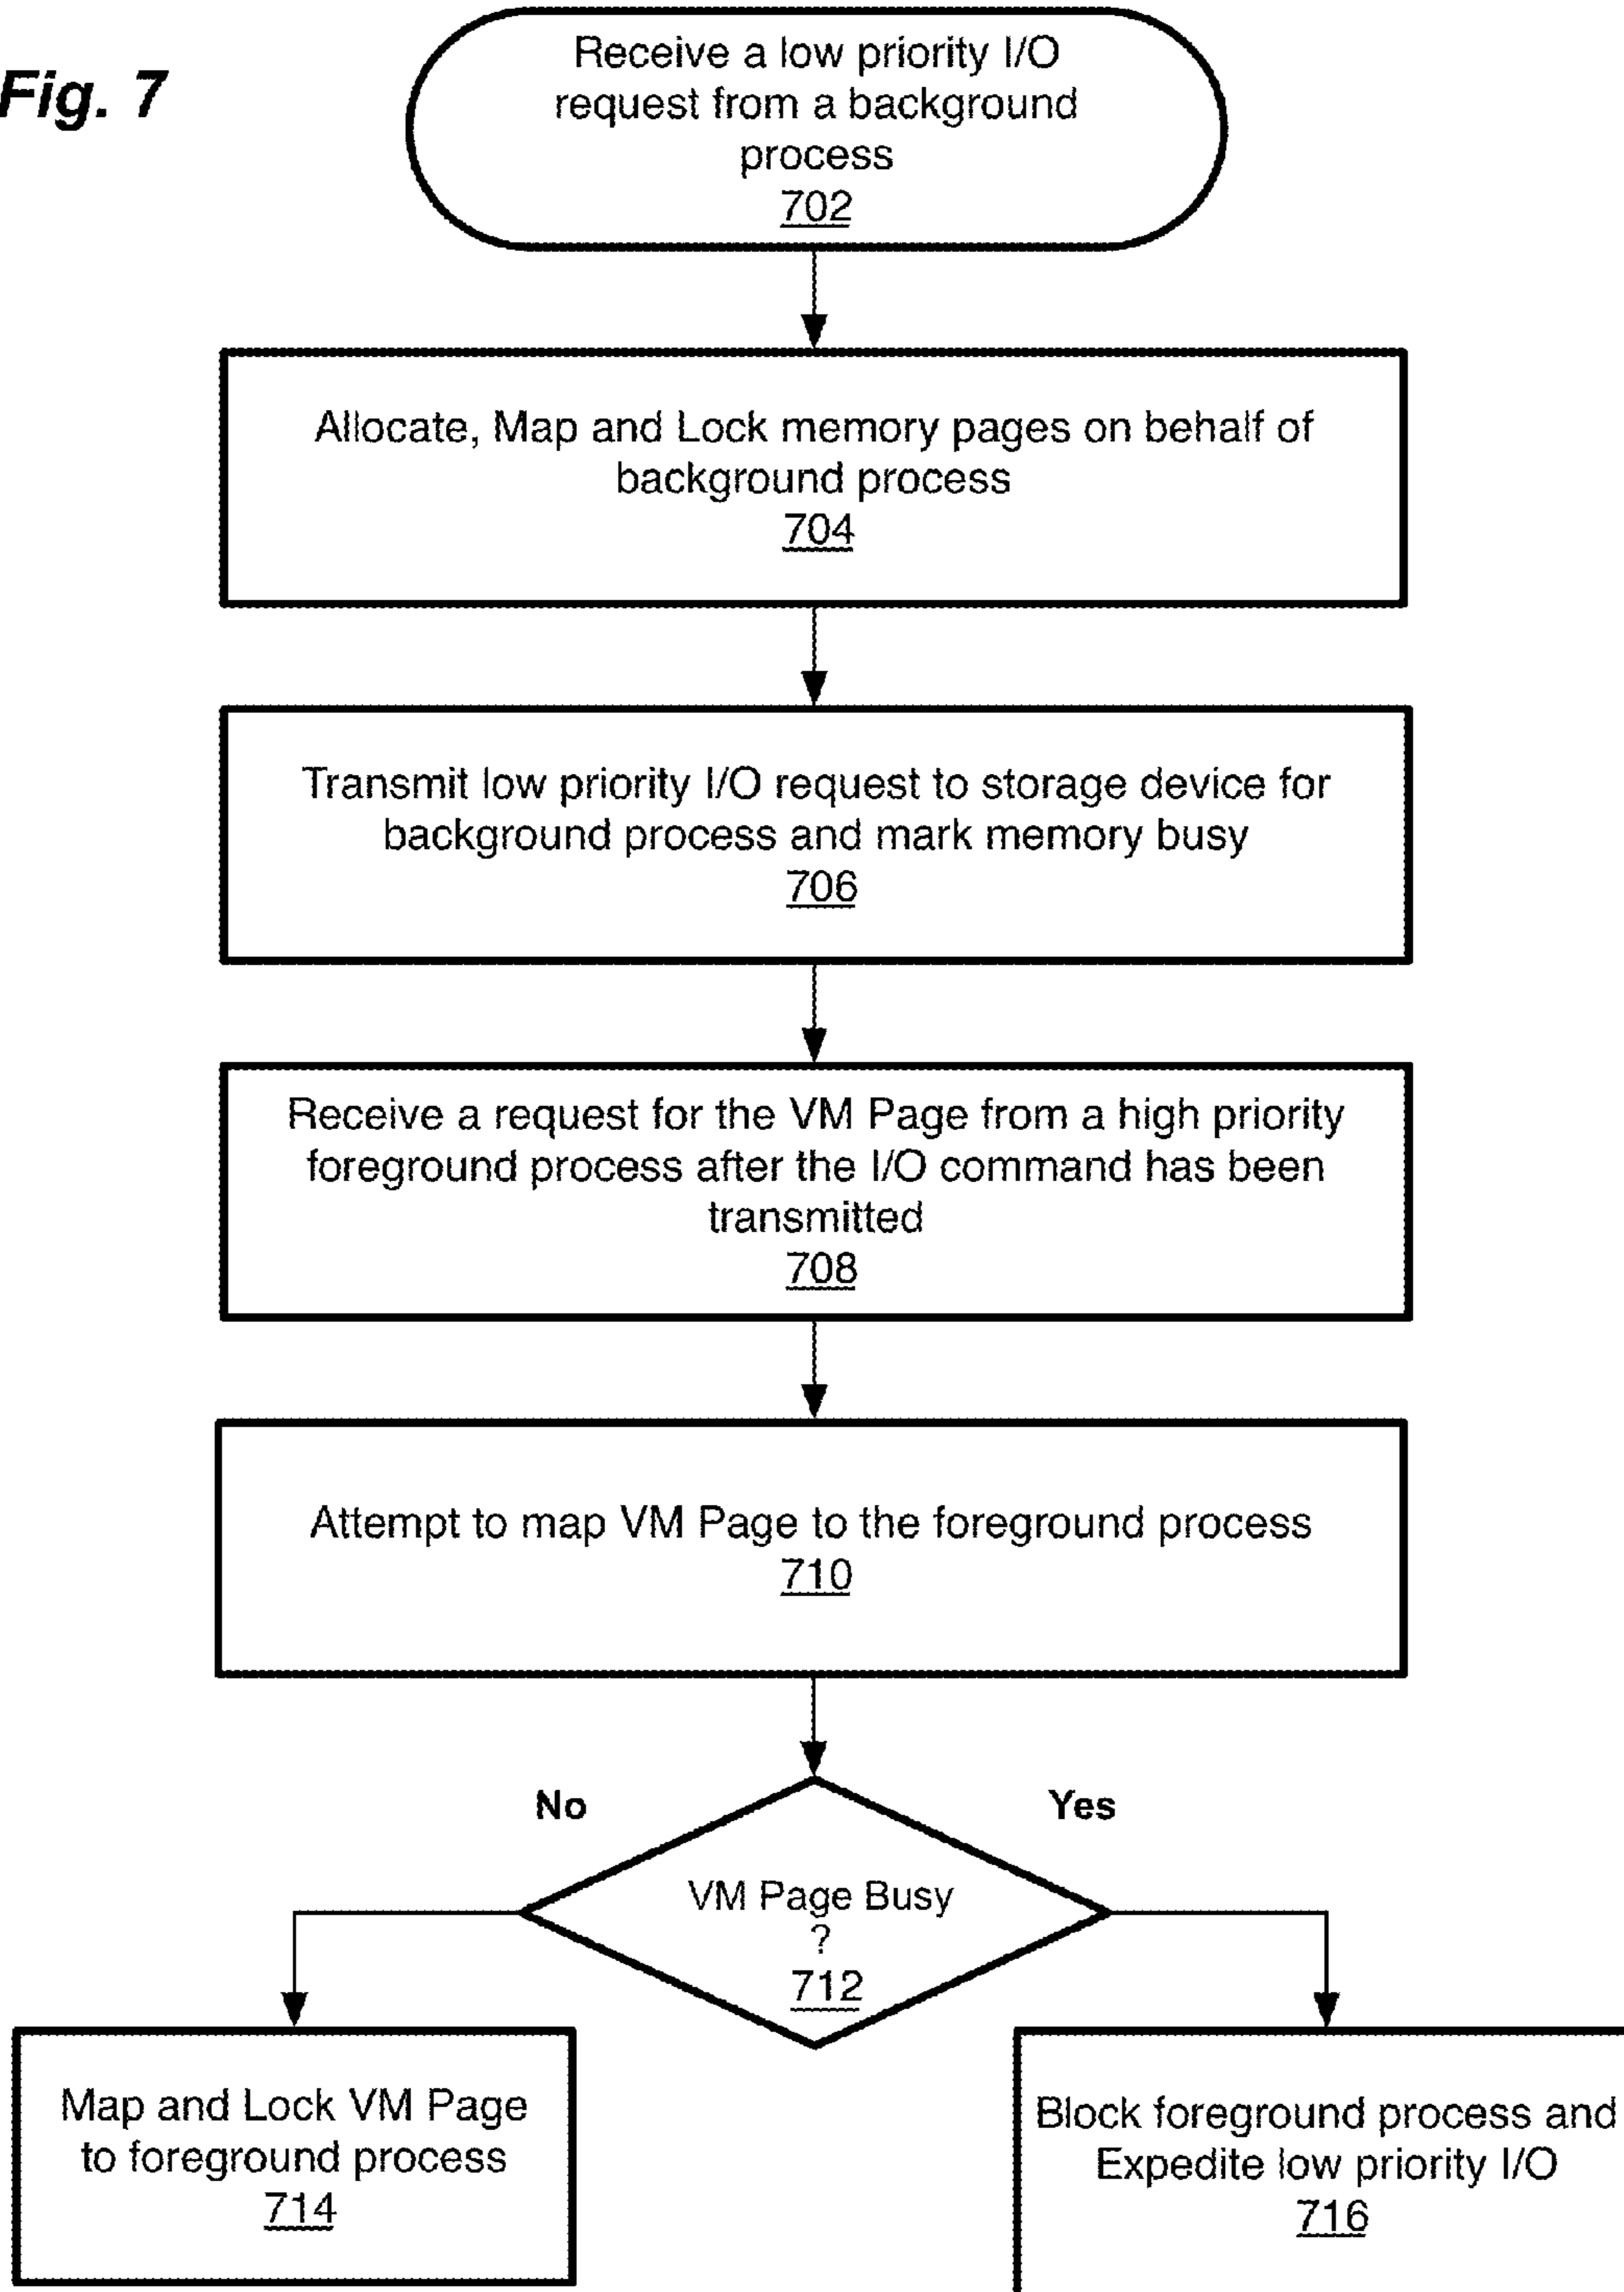 Fig. 7
Receive a low priority I/O
request from a background
process
702
Allocate, Map and Lock memory pages on behalf of
background process
704
Transmit low priority I/O request to storage device for
background process and mark memory busy
706
Receive a request for the VM Page from a high priority
foreground process after the I/O command has been
transmitted
708
Attempt to map VM Page to the foreground process
710
No
Yes
VM Page Busy
?
712
Map and Lock VM Page
to foreground process
714
Block foreground process and
Expedite low priority I/O
716